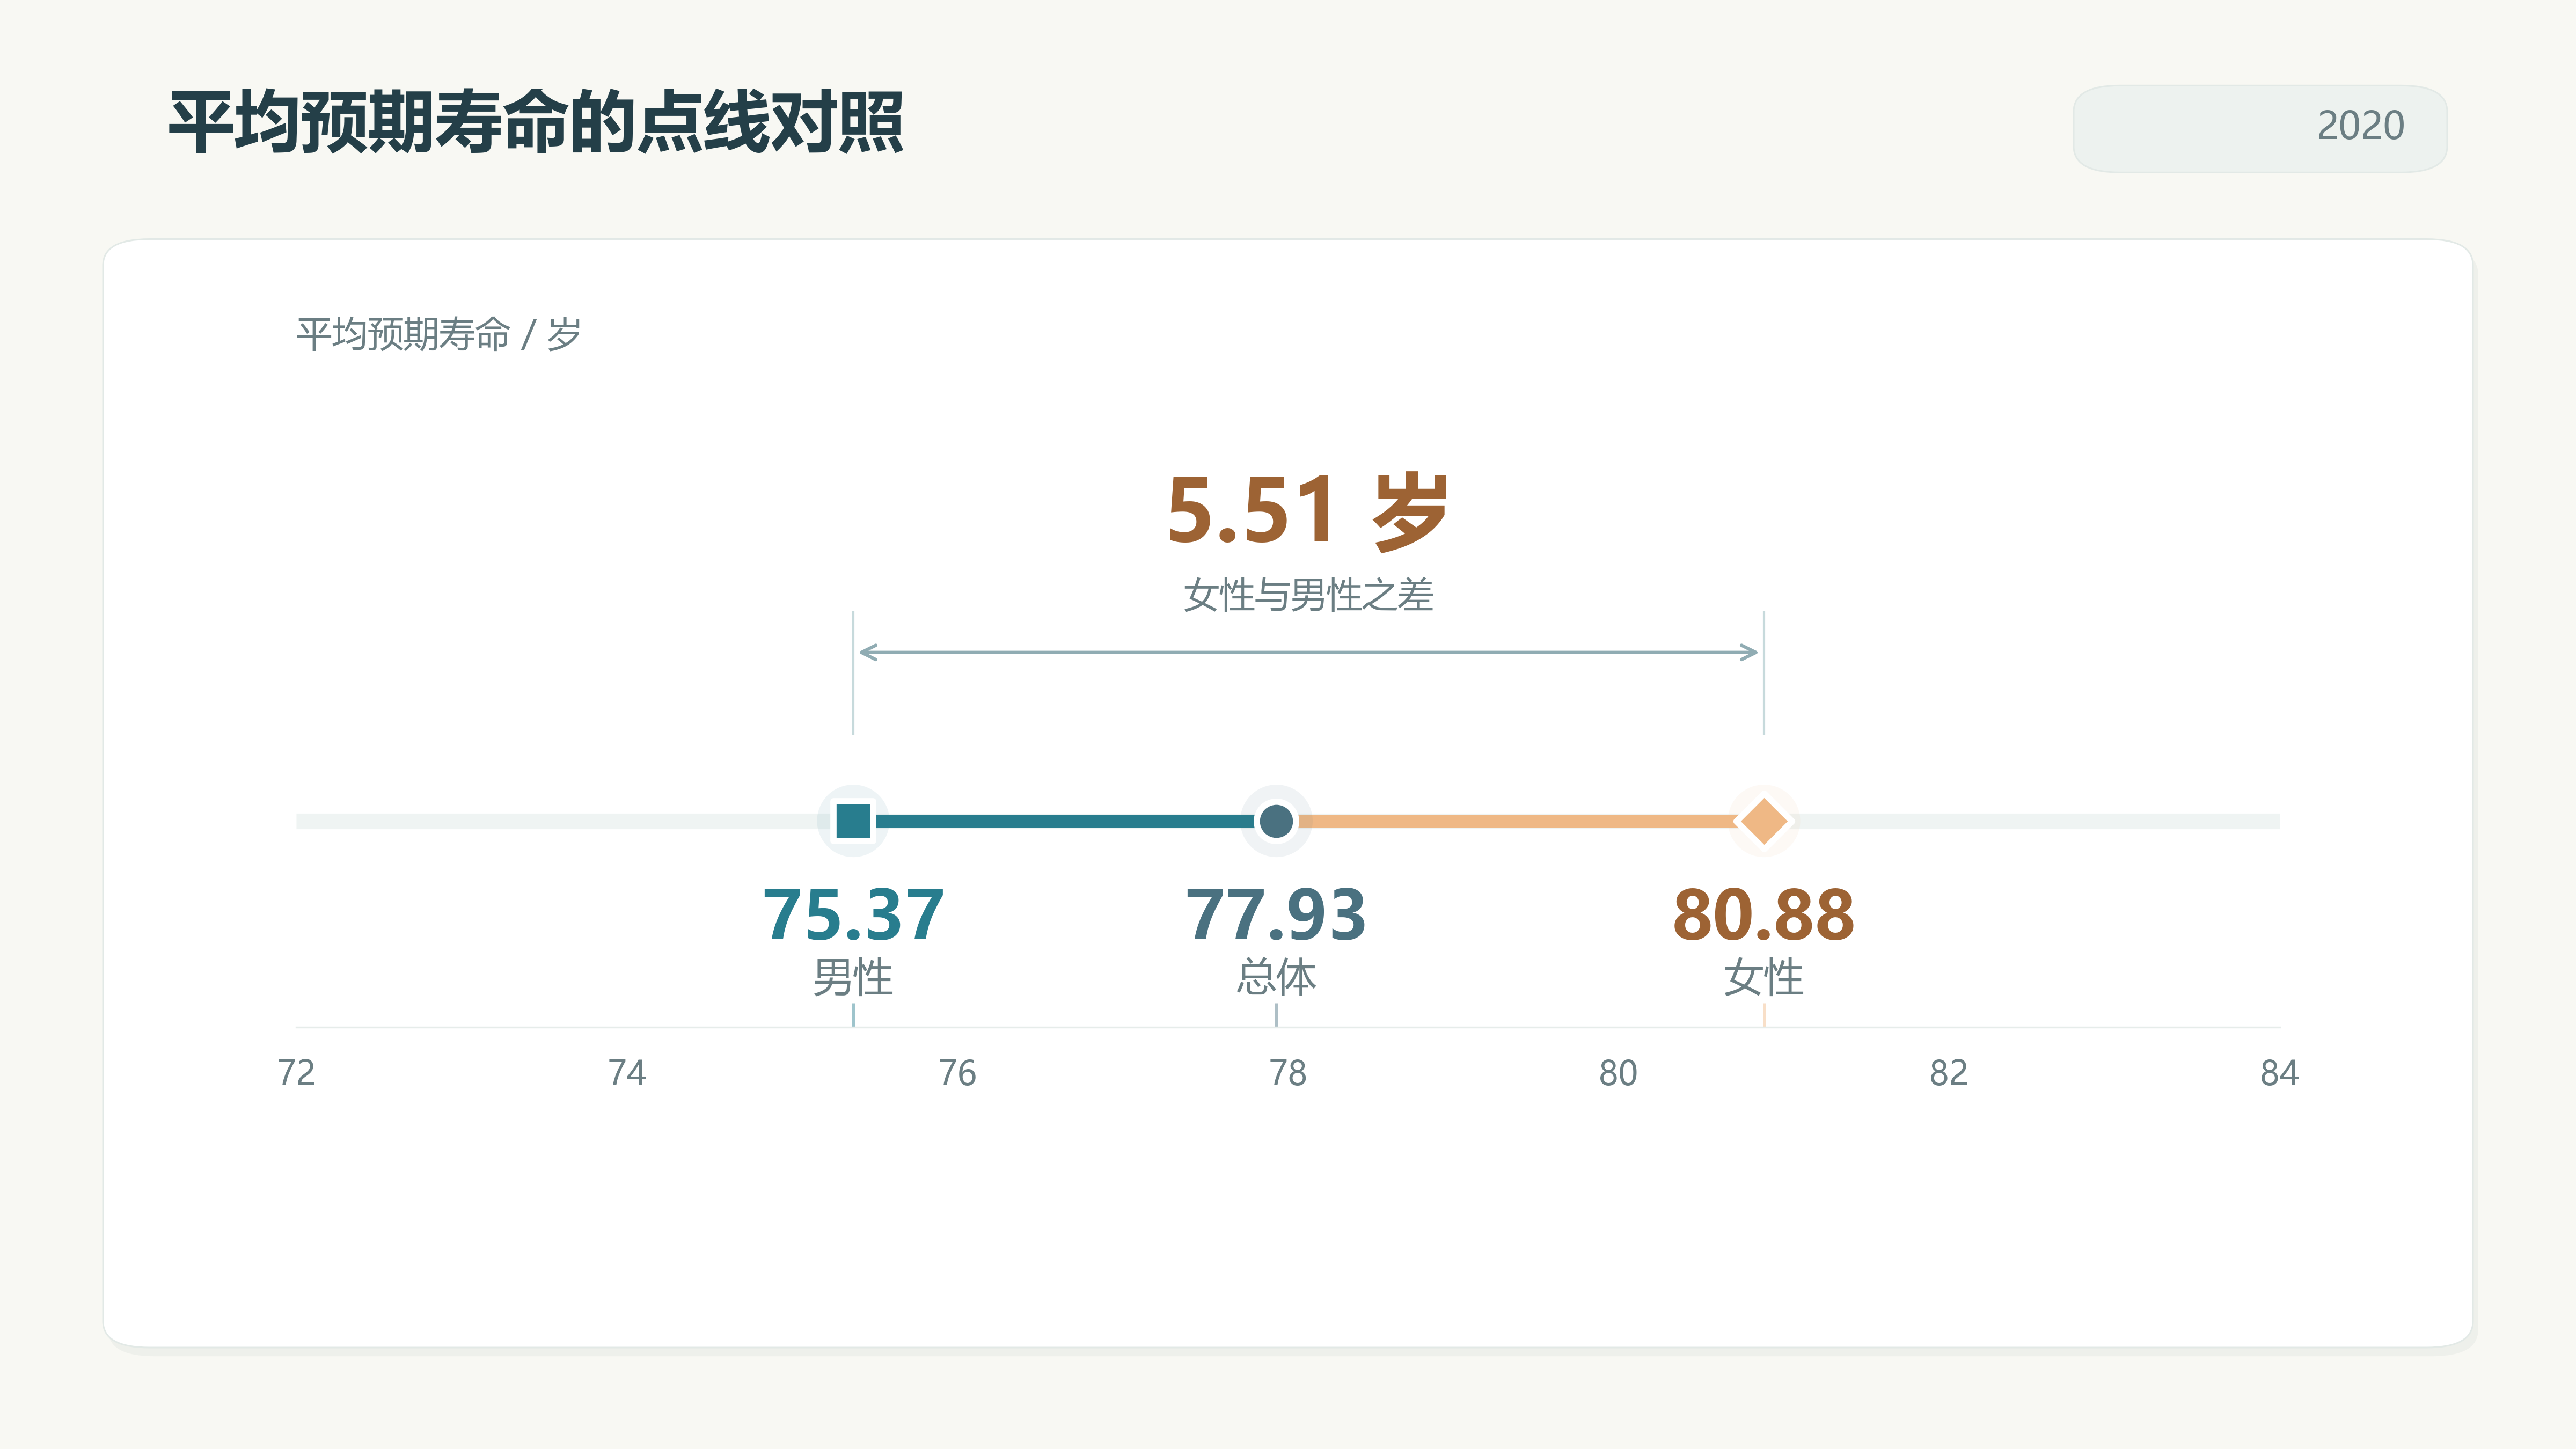 平均预期寿命的点线对照
2020
平均预期寿命 / 岁
5.51 岁
女性与男性之差
75.37
77.93
80.88
男性
总体
女性
72 74 76 78 80 82 84